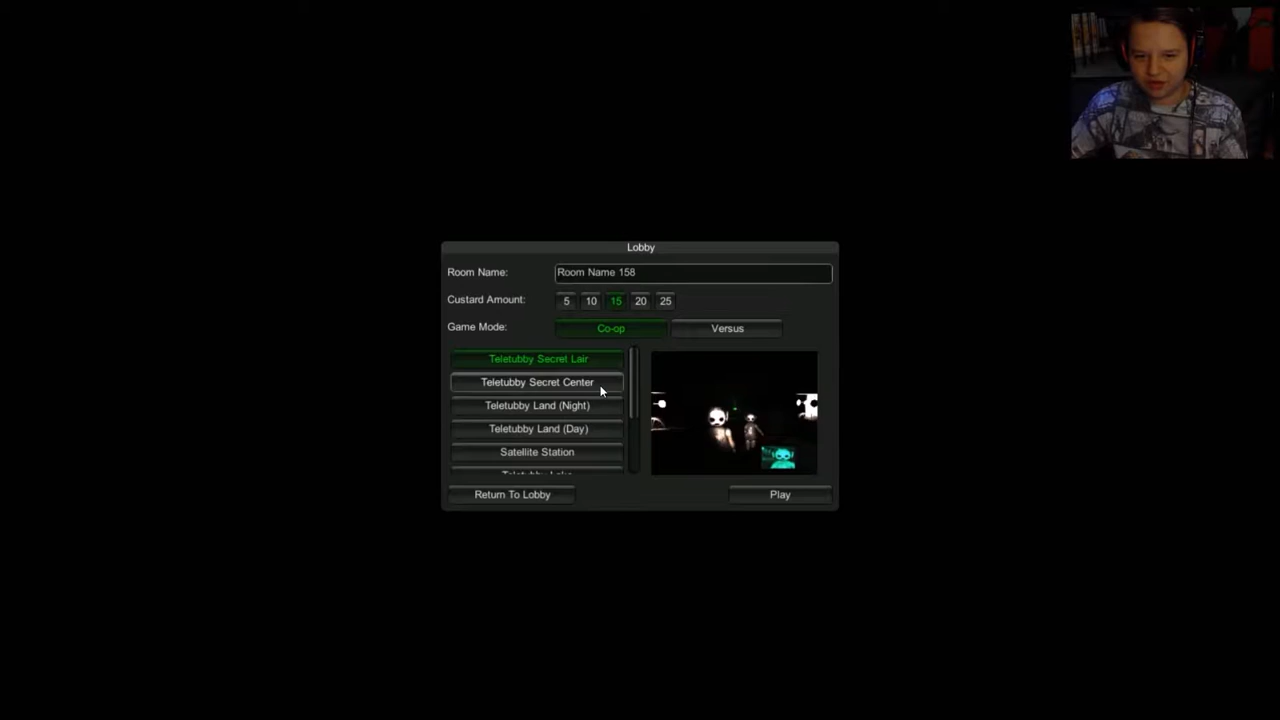 Lobby
Room Name: Room Name 158
Custard Amount: 5 10 15 20 25
Game Mode: Co-op Versus
Teletubby Secret Lair
Teletubby Secret Center
Teletubby Land (Night)
Teletubby Land (Day)
Satellite Station
Return To Lobby Play